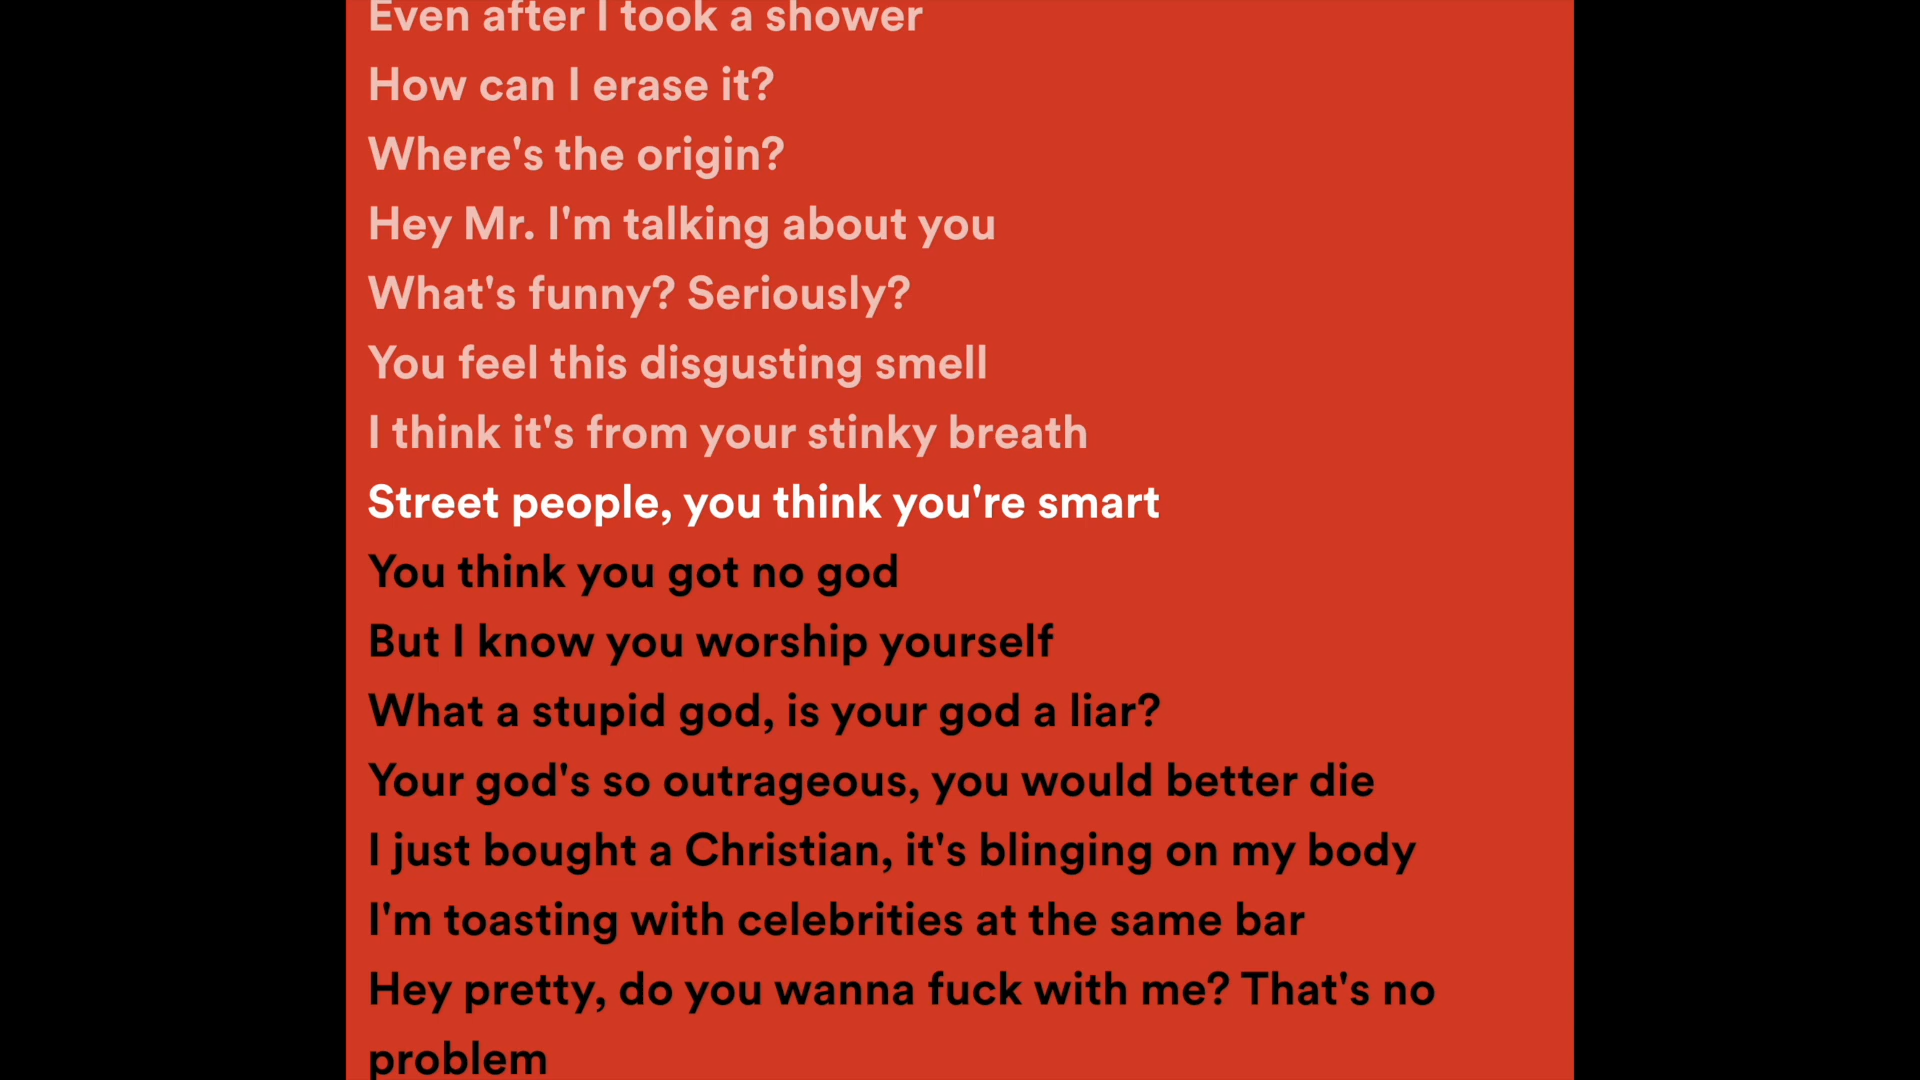 Even after I took a shower
How can I erase it?
Where's the origin?
Hey Mr. I'm talking about you
What's funny? Seriously?
You feel this disgusting smell
I think it's from your stinky breath
Street people, you think you're smart
You think you got no god
But I know you worship yourself
What a stupid god, is your god a liar?
Your god's so outrageous, you would better die
I just bought a Christian, it's blinging on my body
I'm toasting with celebrities at the same bar
Hey pretty, do you wanna fuck with me? That's no
problem